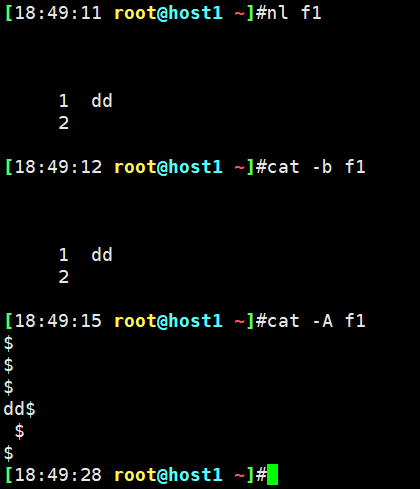 [18:49:11 root@host1 ~]#nl f1
     1  dd
     2
[18:49:12 root@host1 ~]#cat -b f1
     1  dd
     2
[18:49:15 root@host1 ~]#cat -A f1
$
$
$
dd$
 $
$
[18:49:28 root@host1 ~]#